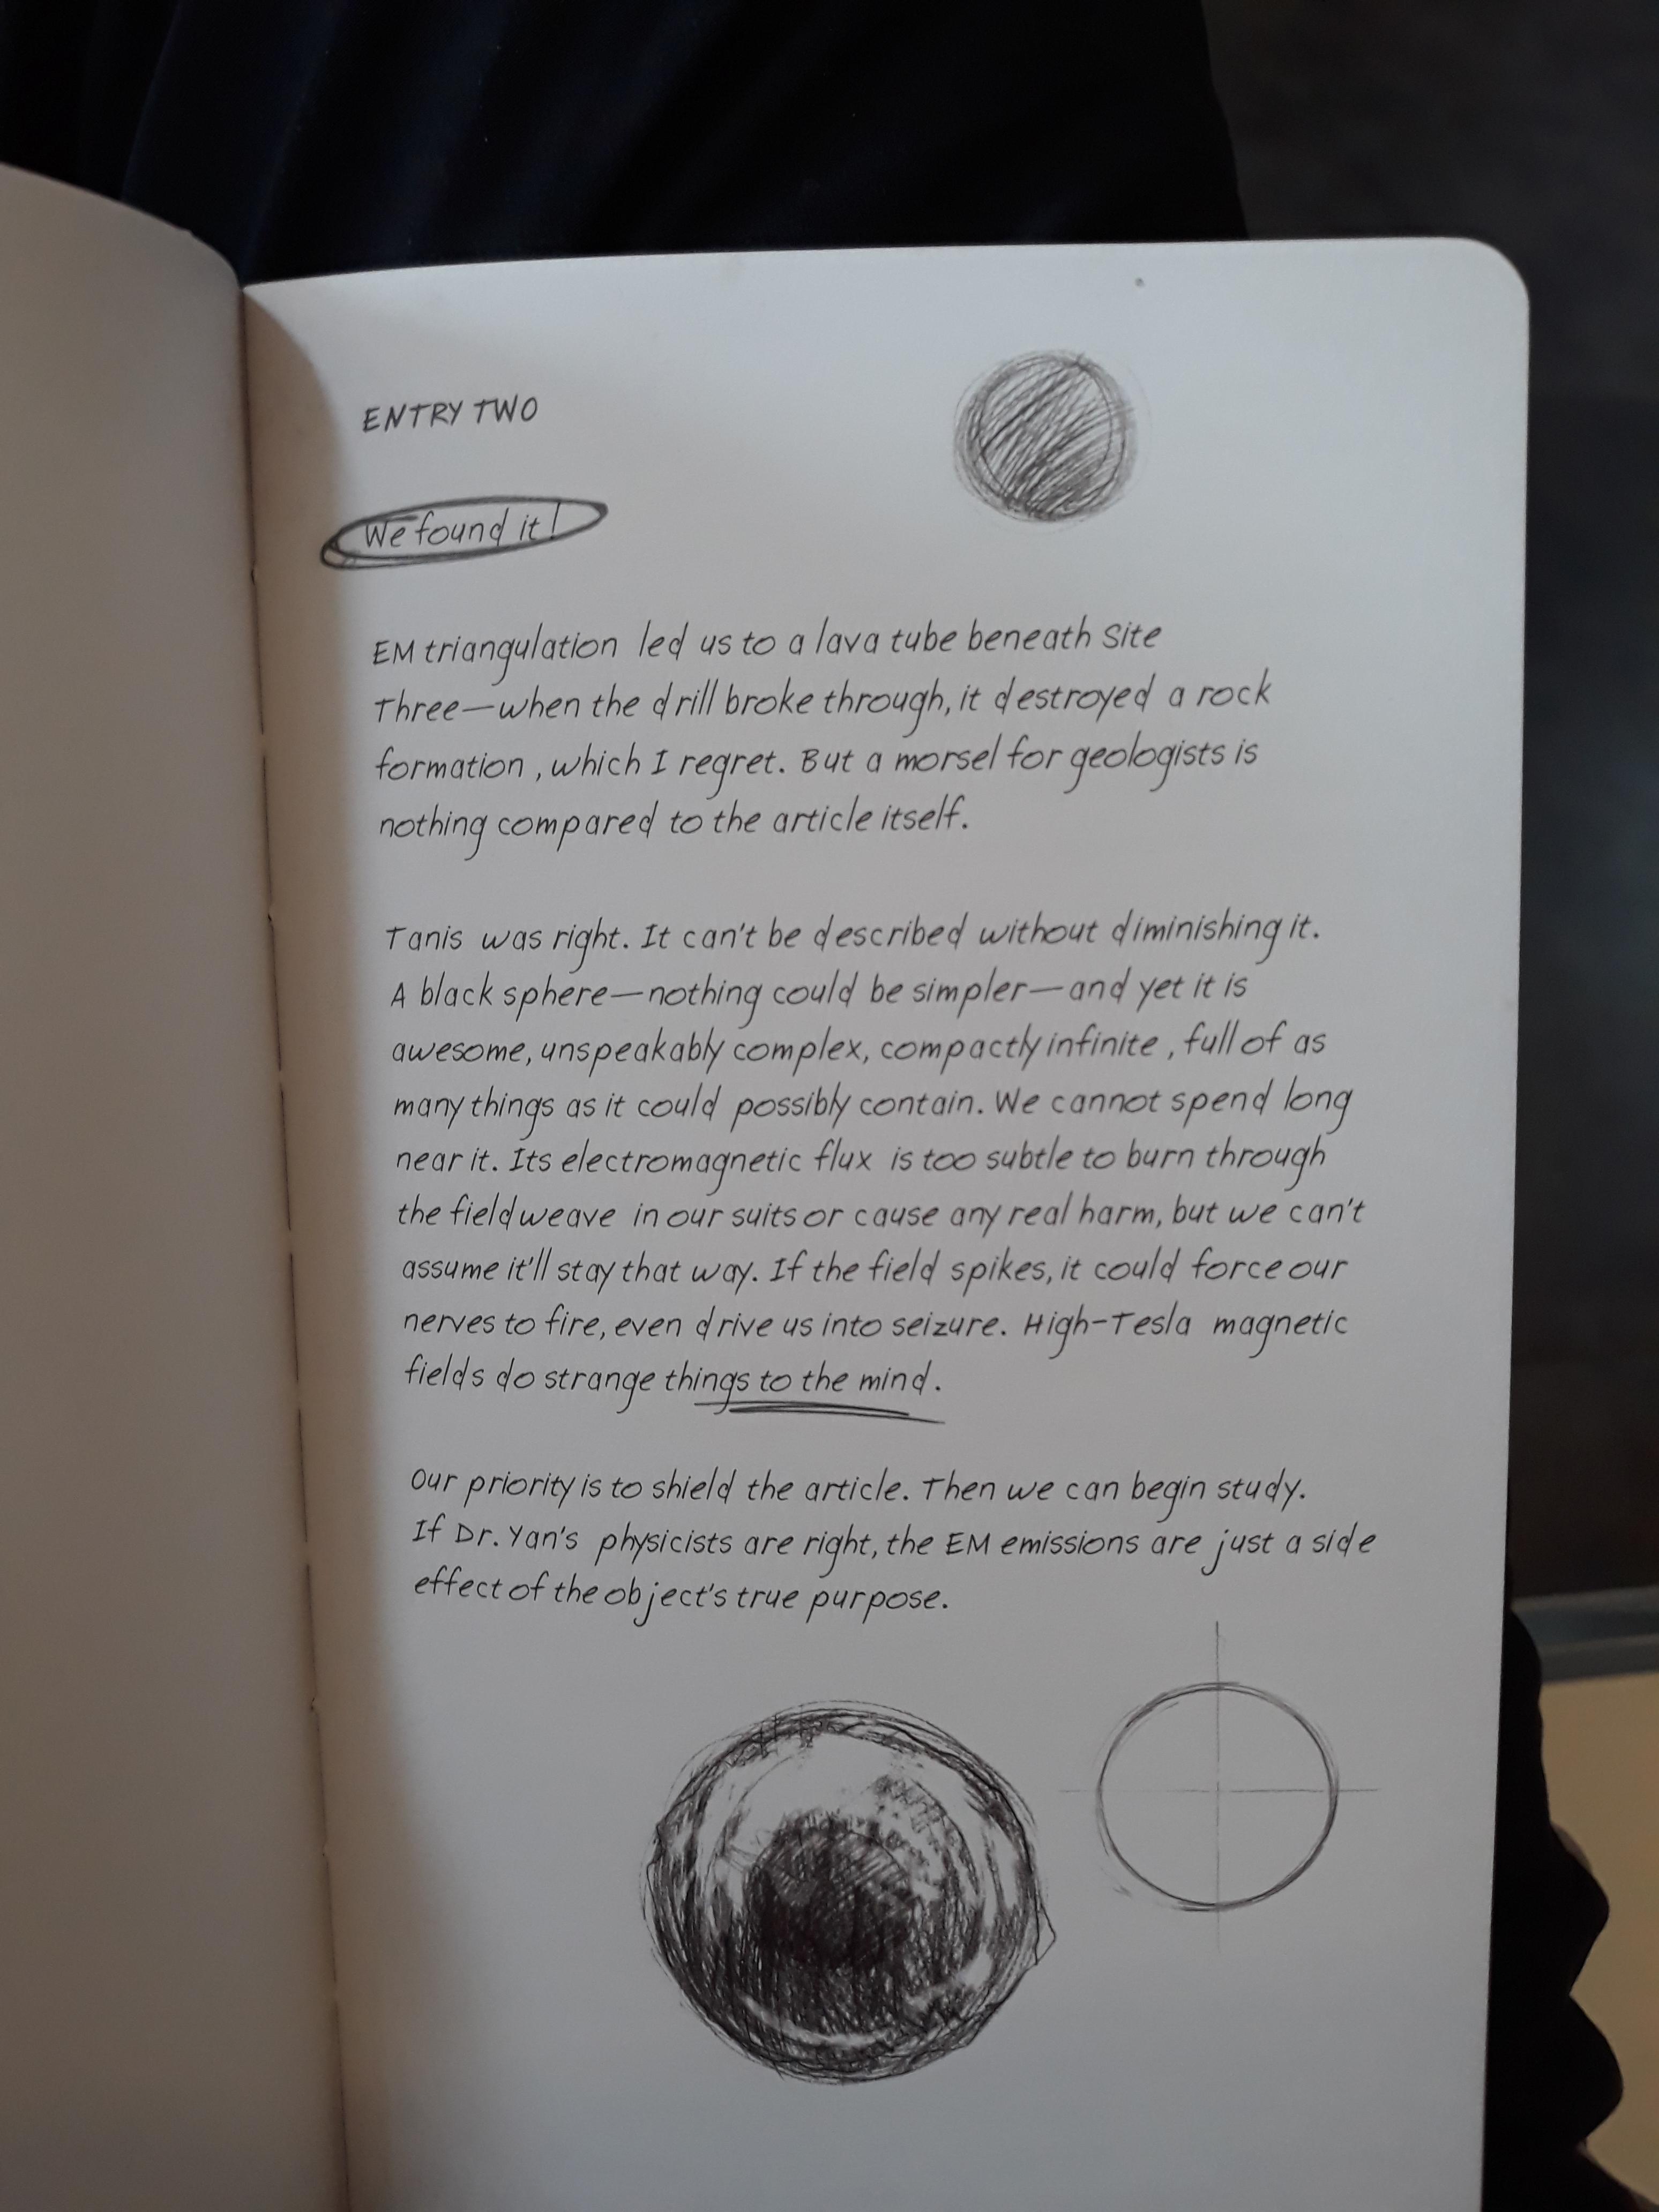 ENTRY TWO
We found it!
EM triangulation led us to a lava tube beneath Site
Three—when the drill broke through, it destroyed a rock
formation, which I regret. But a morsel for geologists is
nothing compared to the article itself.
Tanis was right. It can't be described without diminishing it.
A black sphere—nothing could be simpler—and yet it is
awesome, unspeakably complex, compactly infinite, full of as
many things as it could possibly contain. We cannot spend long
near it. Its electromagnetic flux is too subtle to burn through
the fieldweave in our suits or cause any real harm, but we can't
assume it'll stay that way. If the field spikes, it could force our
nerves to fire, even drive us into seizure. High-Tesla magnetic
fields do strange things to the mind.
Our priority is to shield the article. Then we can begin study.
If Dr. Yan's physicists are right, the EM emissions are just a side
effect of the object's true purpose.